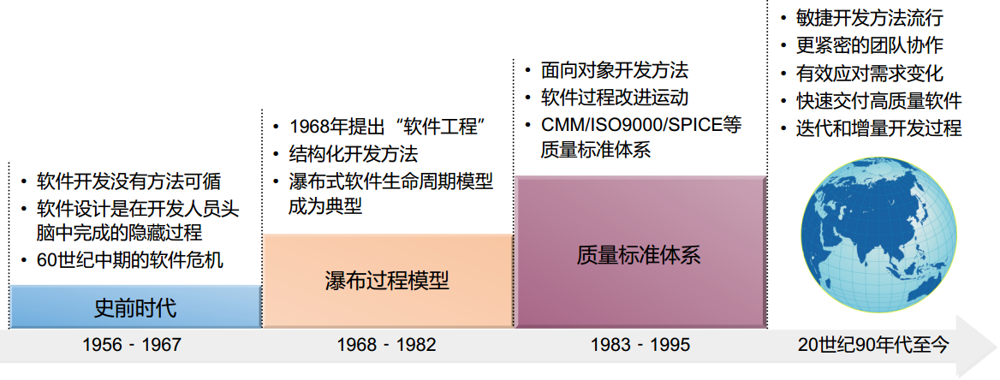 • 软件开发没有方法可循
• 软件设计是在开发人员头
脑中完成的隐藏过程
• 60世纪中期的软件危机
史前时代
1956 - 1967
• 1968年提出“软件工程”
• 结构化开发方法
• 瀑布式软件生命周期模型
成为典型
瀑布过程模型
1968 - 1982
• 面向对象开发方法
• 软件过程改进运动
• CMM/ISO9000/SPICE等
质量标准体系
质量标准体系
1983 - 1995
• 敏捷开发方法流行
• 更紧密的团队协作
• 有效应对需求变化
• 快速交付高质量软件
• 迭代和增量开发过程
20世纪90年代至今